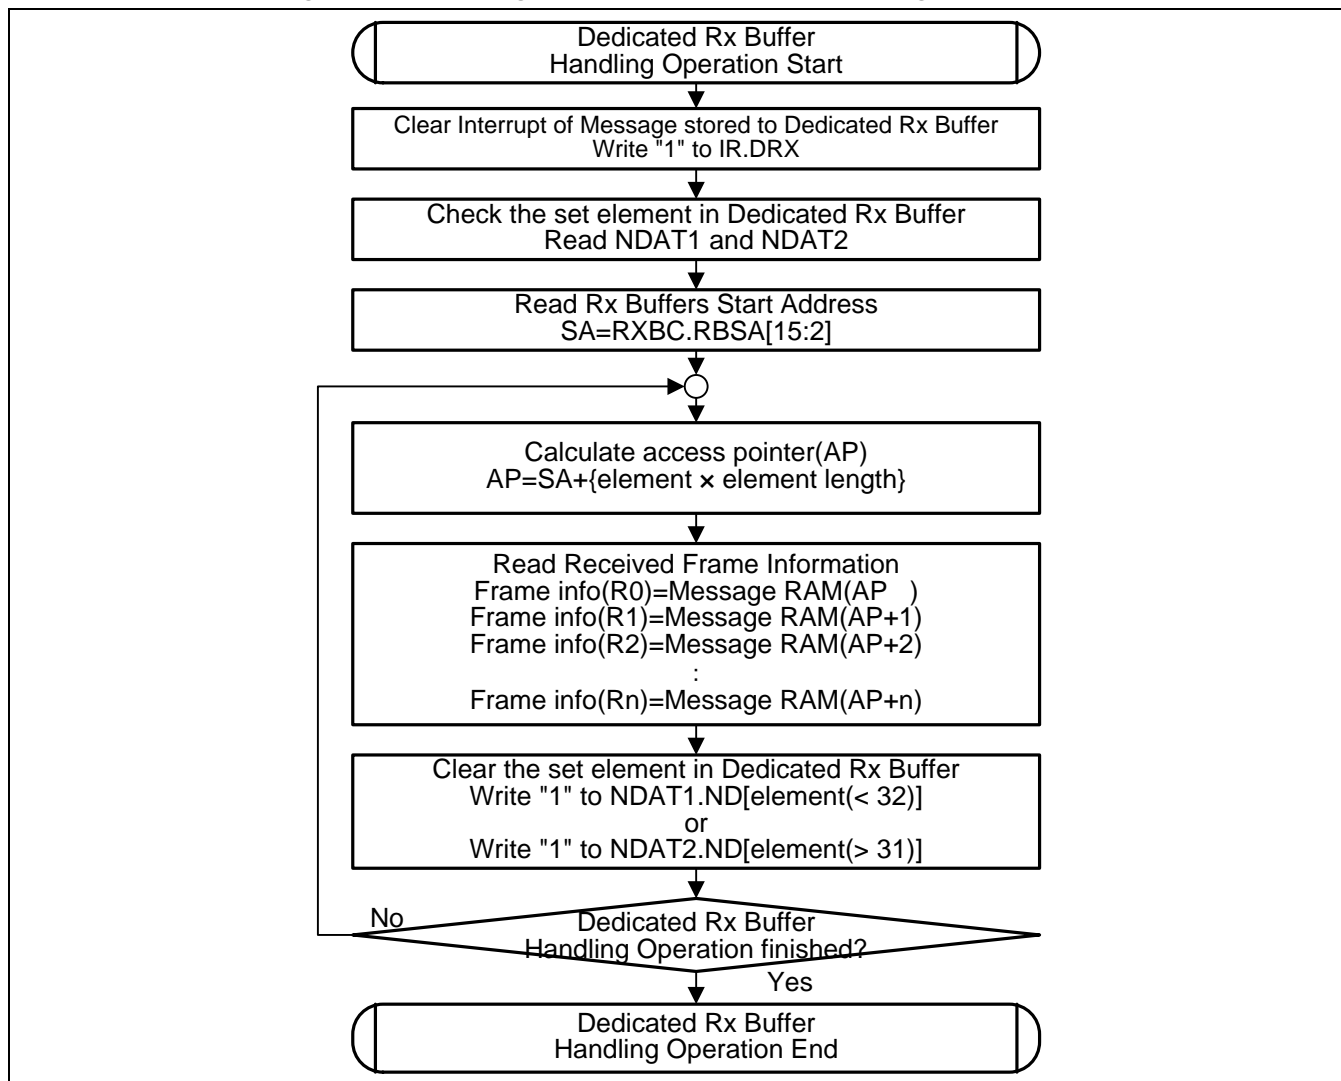 Dedicated Rx Buffer
Handling Operation Start
Clear Interrupt of Message stored to Dedicated Rx Buffer
Write "1" to IR.DRX
Check the set element in Dedicated Rx Buffer
Read NDAT1 and NDAT2
Read Rx Buffers Start Address
SA=RXBC.RBSA[15:2]
Calculate access pointer(AP)
AP=SA+{element × element length}
Read Received Frame Information
Frame info(R0)=Message RAM(AP   )
Frame info(R1)=Message RAM(AP+1)
Frame info(R2)=Message RAM(AP+2)
:
Frame info(Rn)=Message RAM(AP+n)
Clear the set element in Dedicated Rx Buffer
Write "1" to NDAT1.ND[element(< 32)]
or
Write "1" to NDAT2.ND[element(> 31)]
No
Dedicated Rx Buffer
Handling Operation finished?
Yes
Dedicated Rx Buffer
Handling Operation End